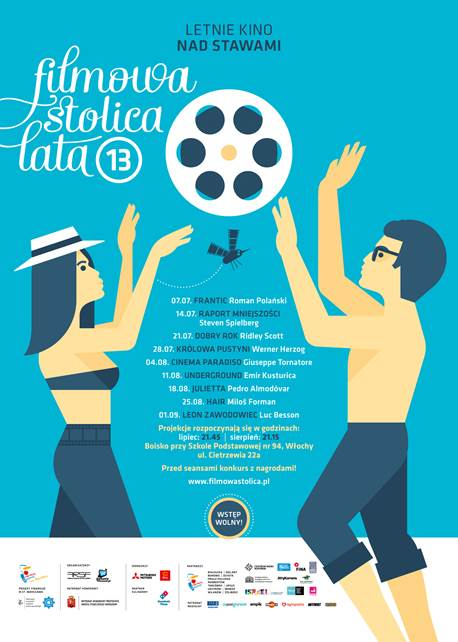 LETNIE KINO
NAD STAWAMI
filmowa
stolica
lata 13
07.07. FRANTIC Roman Polański
14.07. RAPORT MNIEJSZOŚCI
Steven Spielberg
21.07. DOBRY ROK Ridley Scott
28.07. KRÓLOWA PUSTYNI Werner Herzog
04.08. CINEMA PARADISO Giuseppe Tornatore
11.08. UNDERGROUND Emir Kusturica
18.08. JULIETTA Pedro Almodóvar
25.08. HAIR Miloš Forman
01.09. LEON ZAWODOWIEC Luc Besson
Projekcje rozpoczynają się w godzinach:
lipiec: 21.45 | sierpień: 21.15
Boisko przy Szkole Podstawowej nr 94, Włochy
ul. Cietrzewia 22a
Przed seansami konkurs z nagrodami!
www.filmowastolica.pl
WSTĘP
WOLNY!